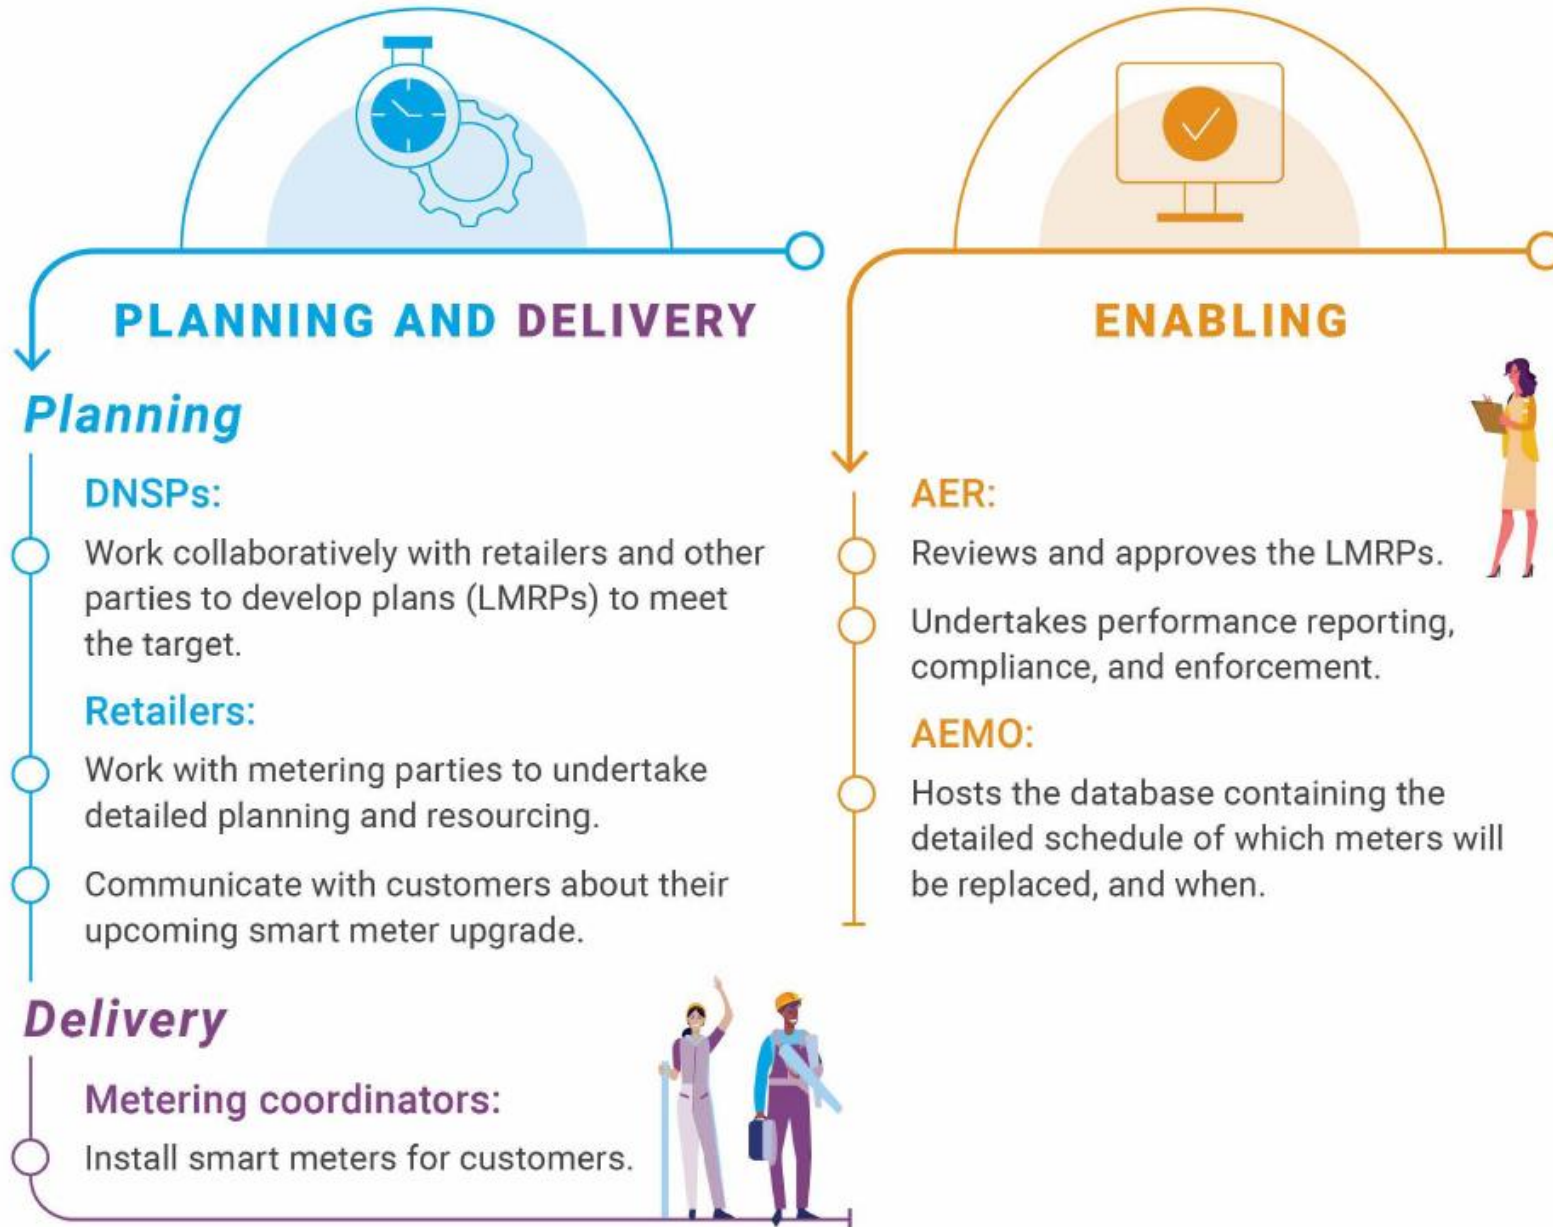 PLANNING AND DELIVERY
Planning
DNSPs:
Work collaboratively with retailers and other
parties to develop plans (LMRPs) to meet
the target.
Retailers:
Work with metering parties to undertake
detailed planning and resourcing.
Communicate with customers about their
upcoming smart meter upgrade.
Delivery
Metering coordinators:
Install smart meters for customers.
ENABLING
AER:
Reviews and approves the LMRPs.
Undertakes performance reporting,
compliance, and enforcement.
AEMO:
Hosts the database containing the
detailed schedule of which meters will
be replaced, and when.